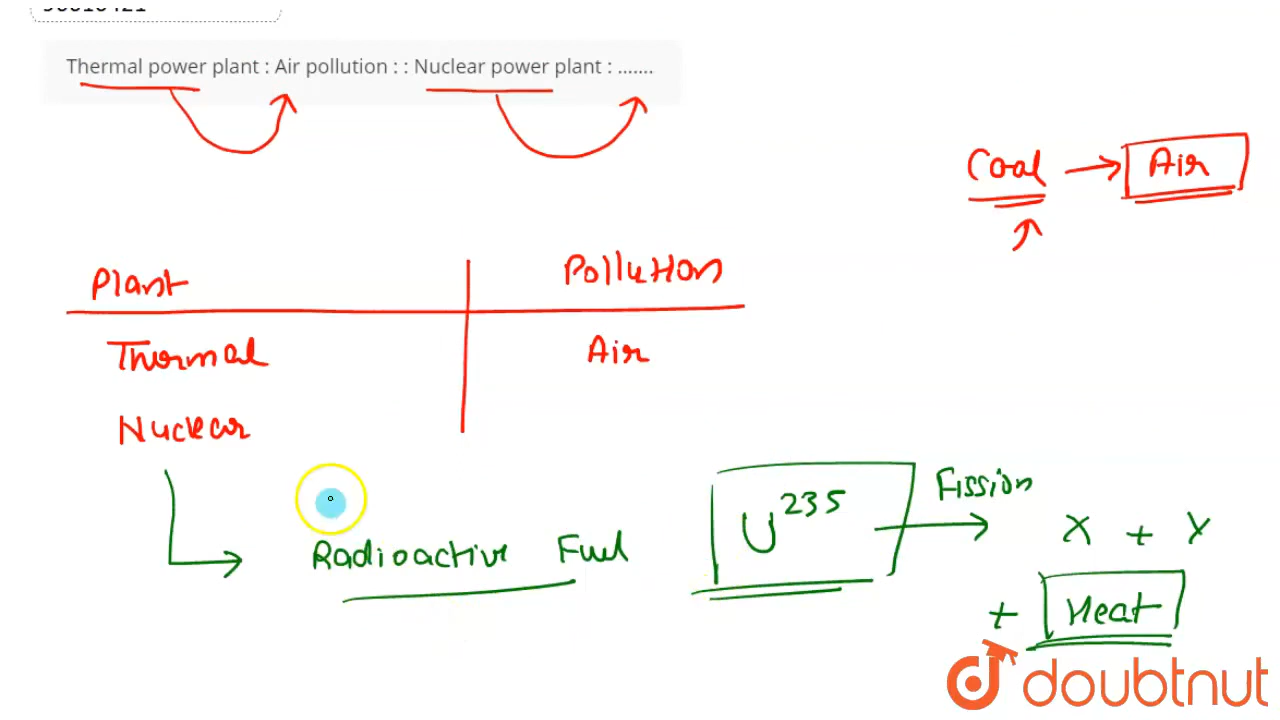 Thermal power plant : Air pollution : : Nuclear power plant : .......
Coal → Air
Plant Pollution
Thermal Air
Nuclear
Radioactive Fuel
U²³⁵ Fission → X + Y
+ Heat
doubtnut